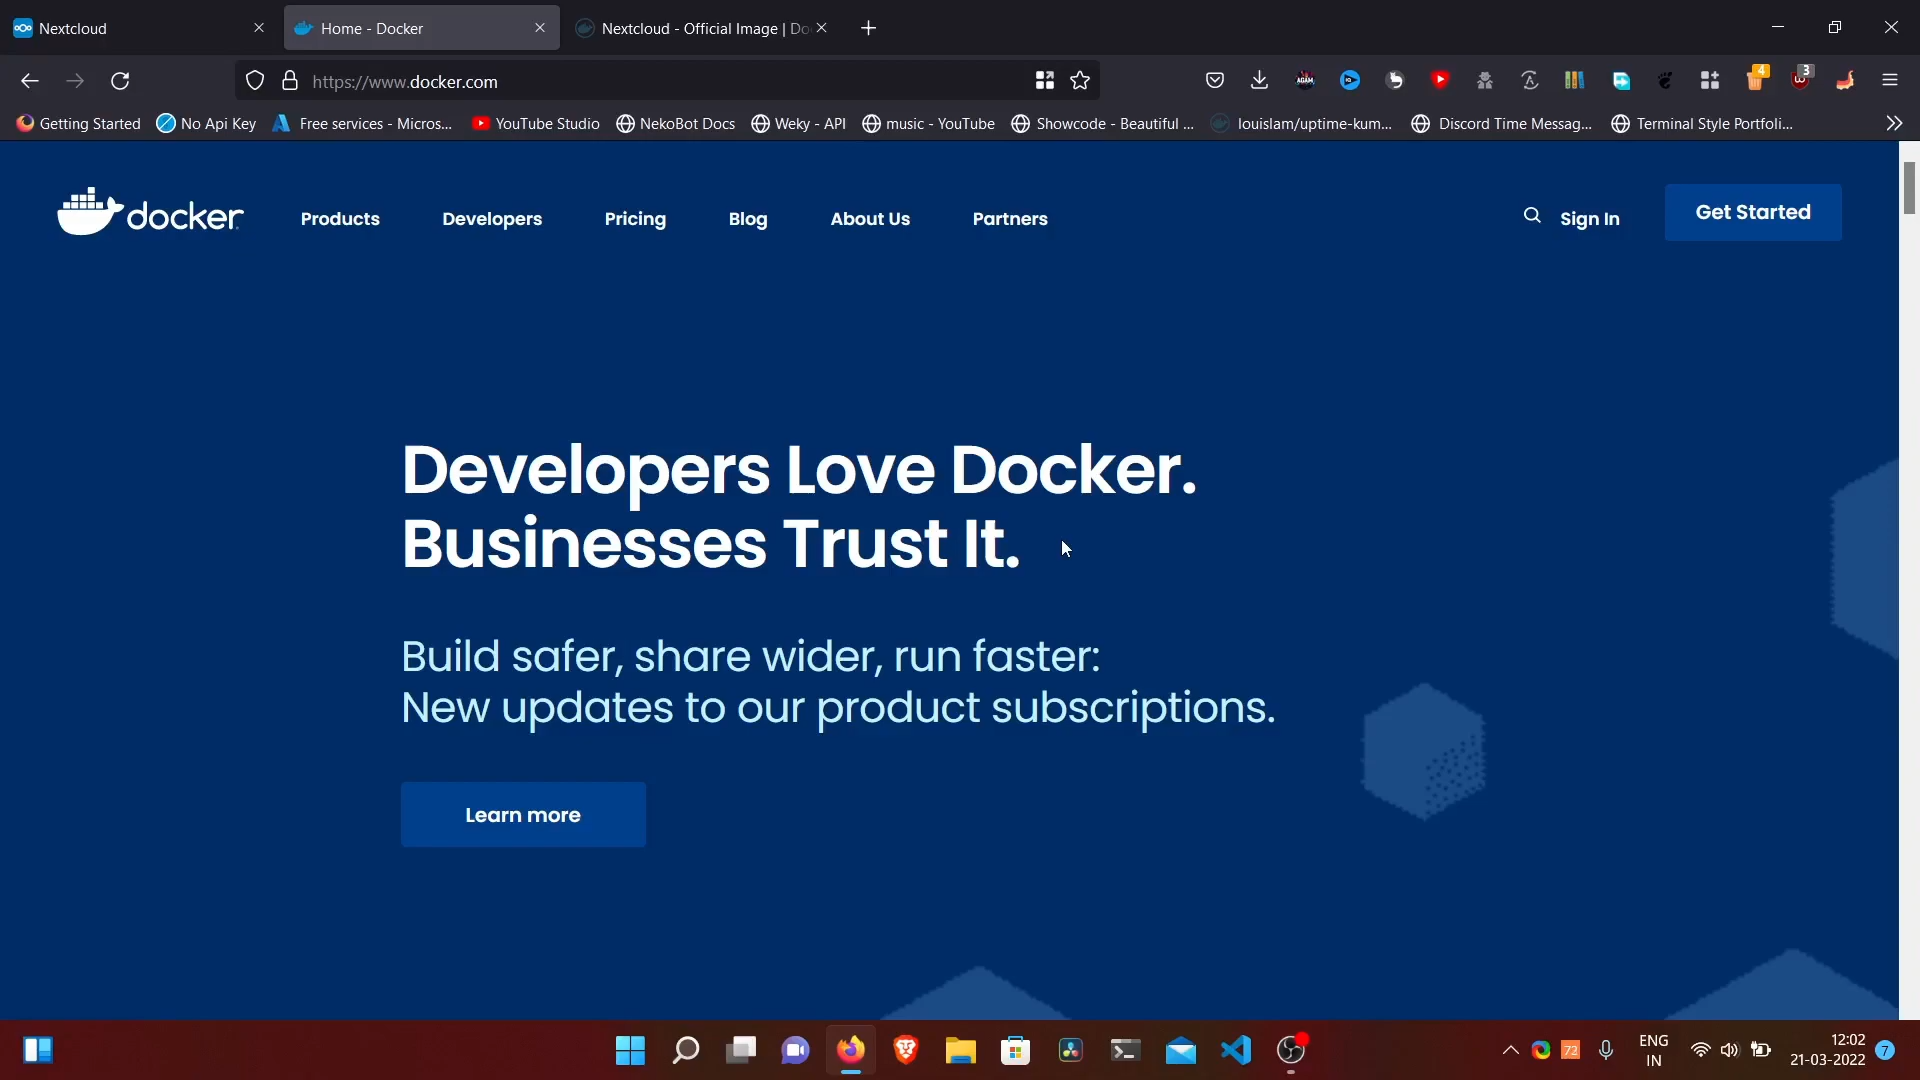 Nextcloud
Home - Docker
Nextcloud - Official Image | Do
https://www.docker.com
4
3
Getting Started
No Api Key
Free services - Micros...
YouTube Studio
NekoBot Docs
Weky - API
music - YouTube
Showcode - Beautiful ...
louislam/uptime-kum...
Discord Time Messag...
Terminal Style Portfoli...
docker
Products
Developers
Pricing
Blog
About Us
Partners
Sign In
Get Started
Developers Love Docker.
Businesses Trust It.
Build safer, share wider, run faster:
New updates to our product subscriptions.
Learn more
72
ENG
IN
12:02
21-03-2022
7